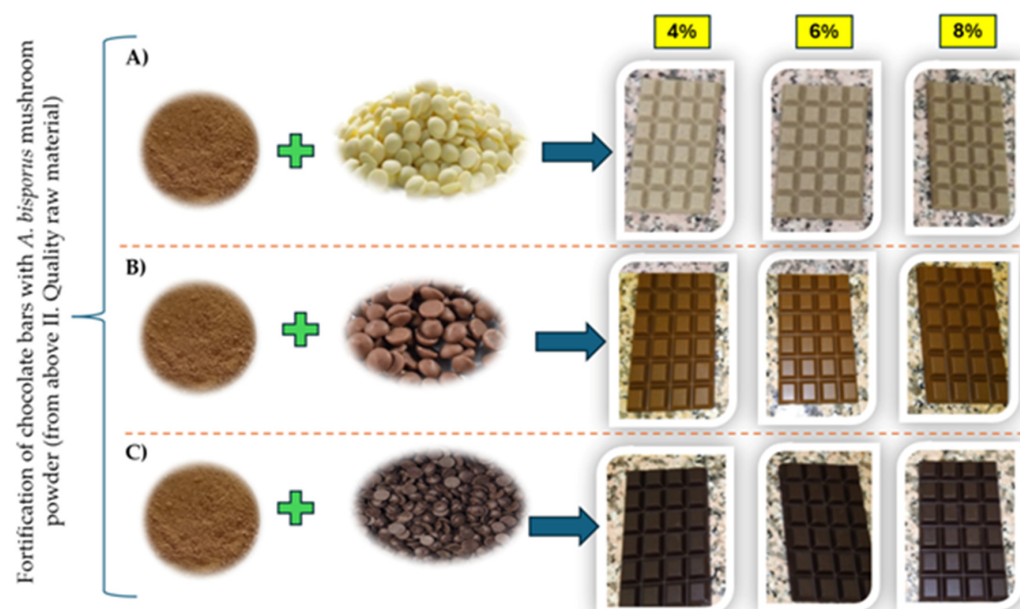 Fortification of chocolate bars with A. bisporus mushroom
powder (from above II. Quality raw material)
4%
6%
8%
A)
B)
C)